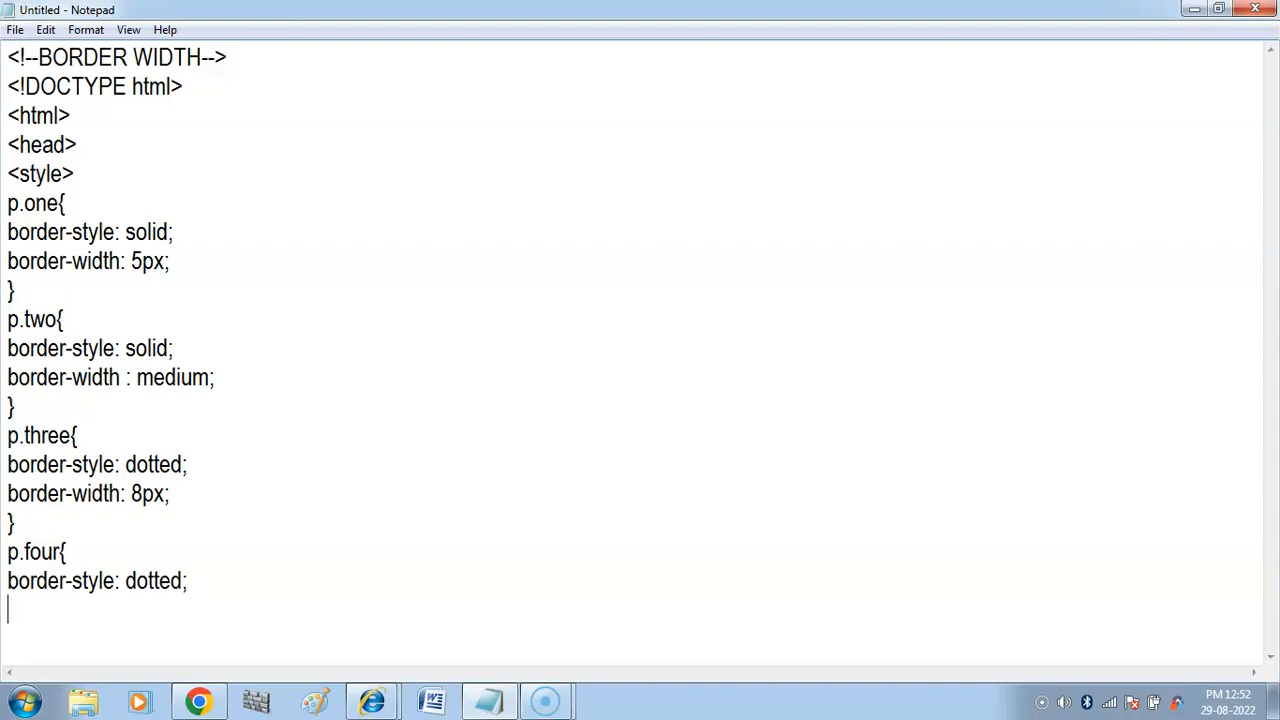 Untitled - Notepad
File Edit Format View Help
<!--BORDER WIDTH-->
<!DOCTYPE html>
<html>
<head>
<style>
p.one{
border-style: solid;
border-width: 5px;
}
p.two{
border-style: solid;
border-width : medium;
}
p.three{
border-style: dotted;
border-width: 8px;
}
p.four{
border-style: dotted;
PM 12:52
29-08-2022